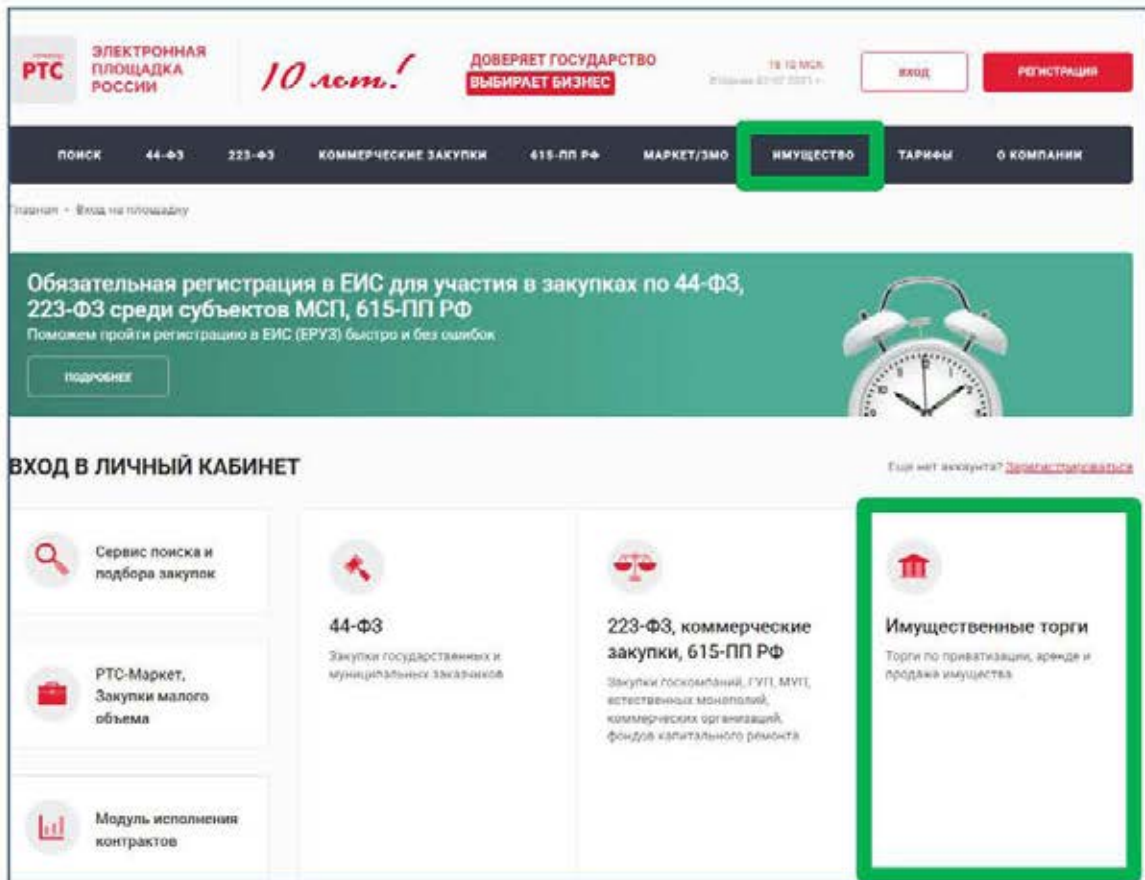 РТС
ЭЛЕКТРОННАЯ
ПЛОЩАДКА
РОССИИ
10 лет!
ДОВЕРЯЕТ ГОСУДАРСТВО
ВЫБИРАЕТ БИЗНЕС
МСК
ВХОД
РЕГИСТРАЦИЯ
ПОИСК 44-ФЗ 223-ФЗ КОММЕРЧЕСКИЕ ЗАКУПКИ 615-ПП РФ МАРКЕТ/ЗМО ИМУЩЕСТВО ТАРИФЫ О КОМПАНИИ
Главная • Вход на площадку
Обязательная регистрация в ЕИС для участия в закупках по 44-ФЗ,
223-ФЗ среди субъектов МСП, 615-ПП РФ
Поможем пройти регистрацию в ЕИС (ЕРУЗ) быстро и без ошибок
ПОДРОБНЕЕ
ВХОД В ЛИЧНЫЙ КАБИНЕТ
Еще нет аккаунта? Зарегистрироваться
Сервис поиска и
подбора закупок
РТС-Маркет,
Закупки малого
объема
Модуль исполнения
контрактов
44-ФЗ
Закупки государственных и
муниципальных заказчиков
223-ФЗ, коммерческие
закупки, 615-ПП РФ
Закупки госкомпаний, ГУП, МУП,
естественных монополий,
коммерческих организаций,
фондов капитального ремонта
Имущественные торги
Торги по приватизации, аренде и
продаже имущества